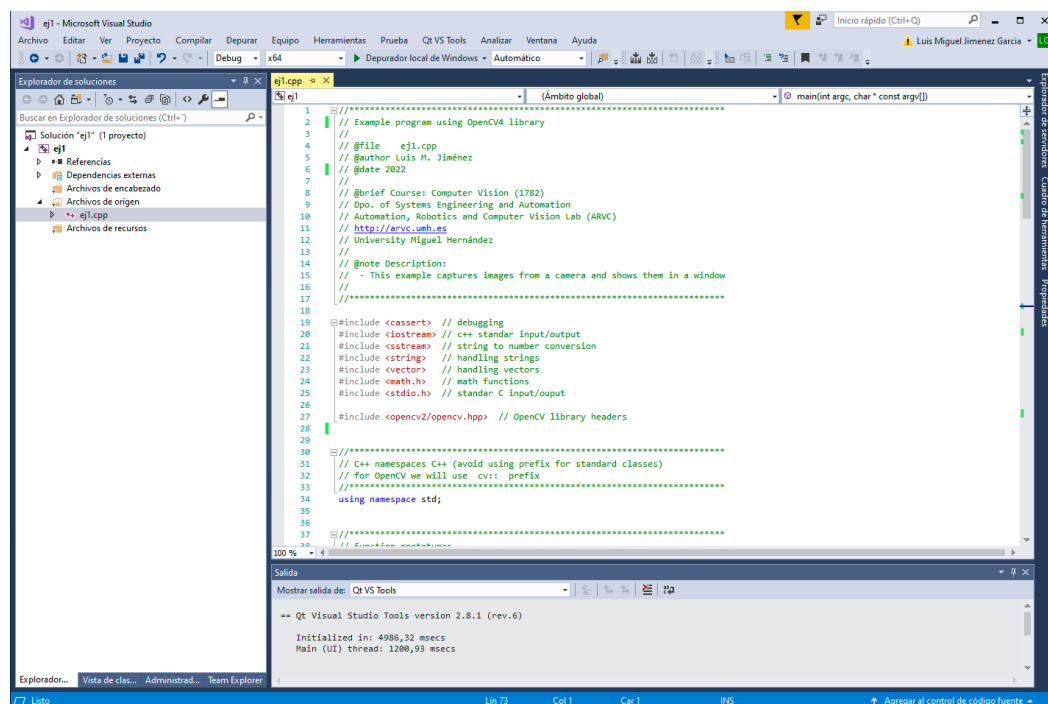 ej1 - Microsoft Visual Studio
Inicio rápido (Ctrl+Q)
Archivo Editar Ver Proyecto Compilar Depurar Equipo Herramientas Prueba Qt VS Tools Analizar Ventana Ayuda
Luis Miguel Jimenez Garcia
Debug x64 Depurador local de Windows Automático
Explorador de soluciones
Buscar en Explorador de soluciones (Ctrl+´)
Solución "ej1" (1 proyecto)
ej1
Referencias
Dependencias externas
Archivos de encabezado
Archivos de origen
ej1.cpp
Archivos de recursos
Explorador... Vista de clas... Administrad... Team Explorer
ej1.cpp
ej1 (Ámbito global) main(int argc, char * const argv[])
1 //*************************************************************************
2 // Example program using OpenCV4 library
3 //
4 // @file ej1.cpp
5 // @author Luis M. Jiménez
6 // @date 2022
7 //
8 // @brief Course: Computer Vision (1782)
9 // Dpo. of Systems Engineering and Automation
10 // Automation, Robotics and Computer Vision Lab (ARVC)
11 // http://arvc.umh.es
12 // University Miguel Hernández
13 //
14 // @note Description:
15 // - This example captures images from a camera and shows them in a window
16 //
17 //*************************************************************************
18
19 #include <cassert> // debugging
20 #include <iostream> // c++ standar input/output
21 #include <sstream> // string to number conversion
22 #include <string> // handling strings
23 #include <vector> // handling vectors
24 #include <math.h> // math functions
25 #include <stdio.h> // standar C input/ouput
26
27 #include <opencv2/opencv.hpp> // OpenCV library headers
28
29
30 //*************************************************************************
31 // C++ namespaces C++ (avoid using prefix for standard classes)
32 // for OpenCV we will use cv:: prefix
33 //*************************************************************************
34 using namespace std;
35
36
37 //*************************************************************************
38 // Function prototypes
100 %
Salida
Mostrar salida de: Qt VS Tools
== Qt Visual Studio Tools version 2.8.1 (rev.6)
Initialized in: 4986,32 msecs
Main (UI) thread: 1200,93 msecs
Explorador de servidores
Cuadro de herramientas
Propiedades
Listo Lín 73 Col 1 Car 1 INS Agregar al control de código fuente